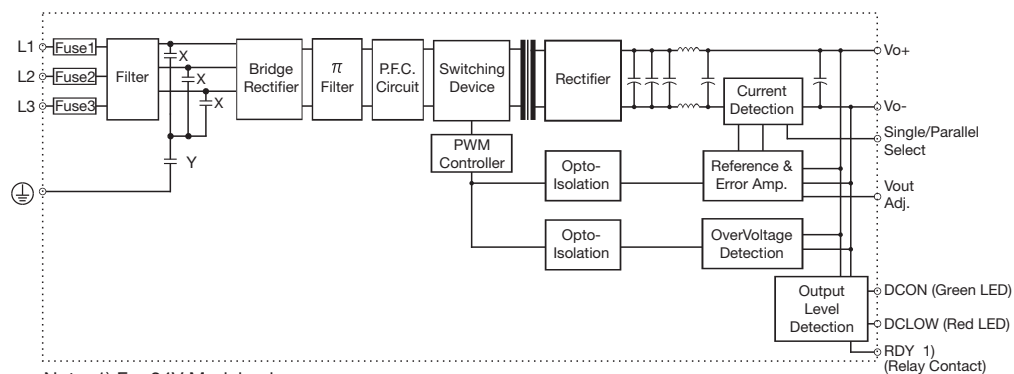 L1
Fuse1
L2
Fuse2
L3
Fuse3
Filter
X
X
X
Y
Bridge
Rectifier
π
Filter
P.F.C.
Circuit
Switching
Device
PWM
Controller
Rectifier
Opto-
Isolation
Opto-
Isolation
Current
Detection
Reference &
Error Amp.
OverVoltage
Detection
Output
Level
Detection
Vo+
Vo-
Single/Parallel
Select
Vout
Adj.
DCON (Green LED)
DCLOW (Red LED)
RDY 1)
(Relay Contact)